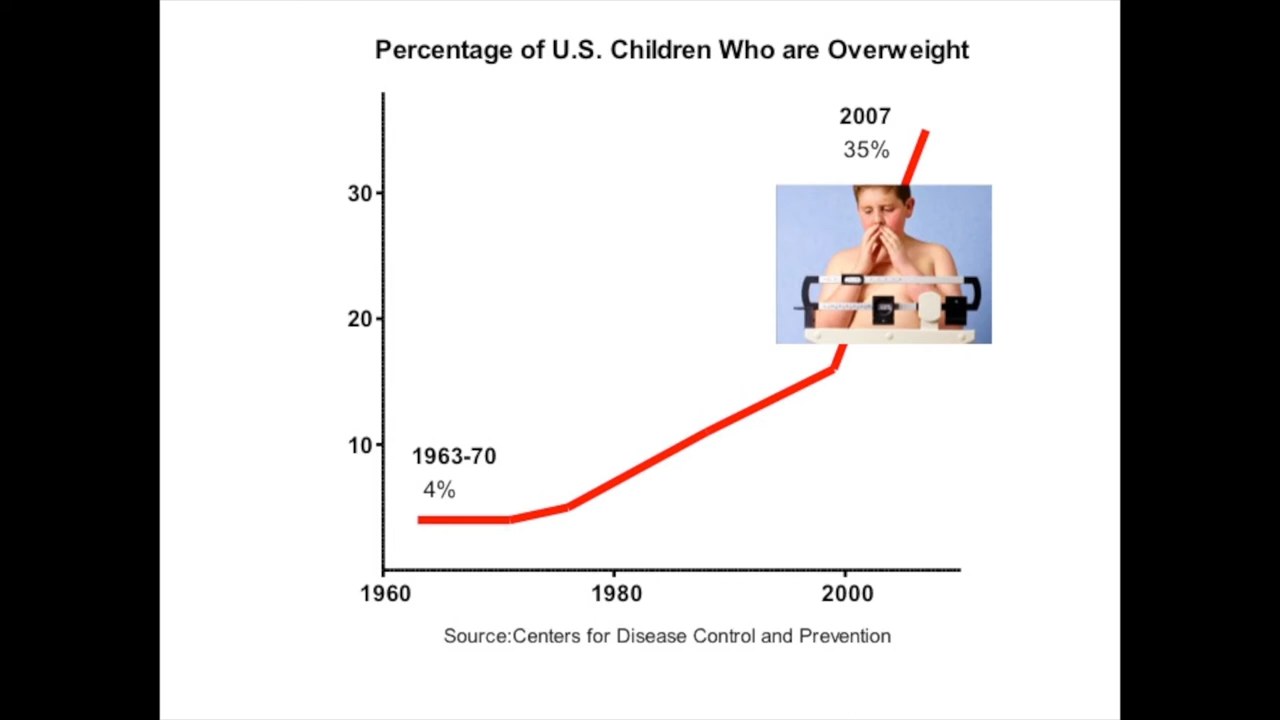 Percentage of U.S. Children Who are Overweight
2007
35%
30
20
10
1963-70
4%
1960 1980 2000
Source:Centers for Disease Control and Prevention